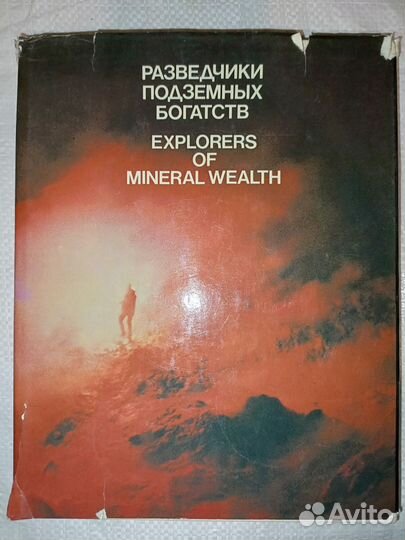 РАЗВЕДЧИКИ
ПОДЗЕМНЫХ
БОГАТСТВ
EXPLORERS
OF
MINERAL WEALTH
Avito